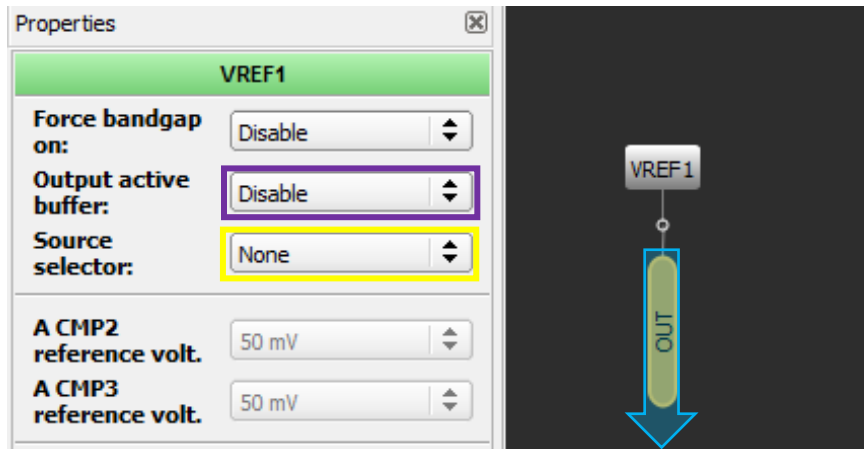 Properties
VREF1
Force bandgap
on:
Disable
Output active
buffer:
Disable
Source
selector:
None
A CMP2
reference volt.
50 mV
A CMP3
reference volt.
50 mV
VREF1
OUT